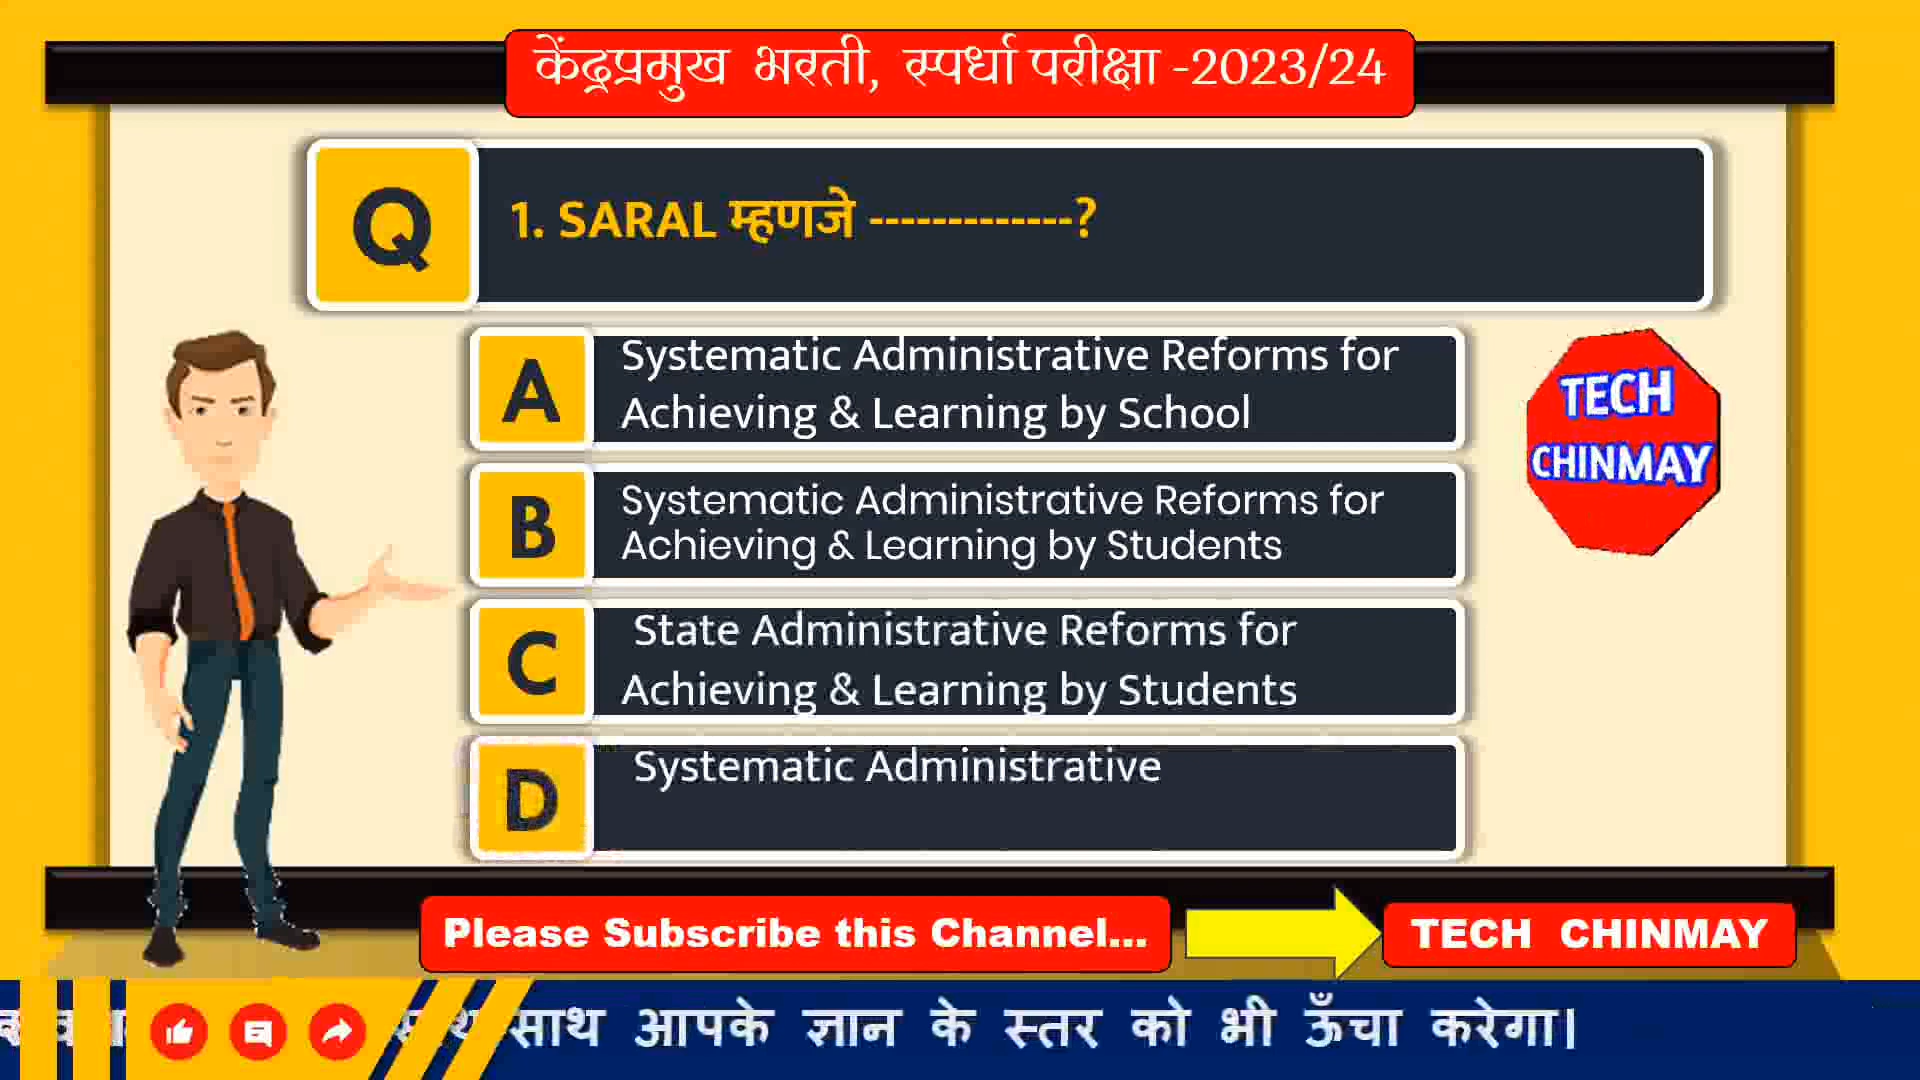 केंद्रप्रमुख भरती, स्पर्धा परीक्षा -2023/24
Q
1. SARAL म्हणजे -------------?
A
Systematic Administrative Reforms for
Achieving & Learning by School
B
Systematic Administrative Reforms for
Achieving & Learning by Students
C
State Administrative Reforms for
Achieving & Learning by Students
D
Systematic Administrative
TECH
CHINMAY
Please Subscribe this Channel...
TECH CHINMAY
साथ आपके ज्ञान के स्तर को भी ऊँचा करेगा।